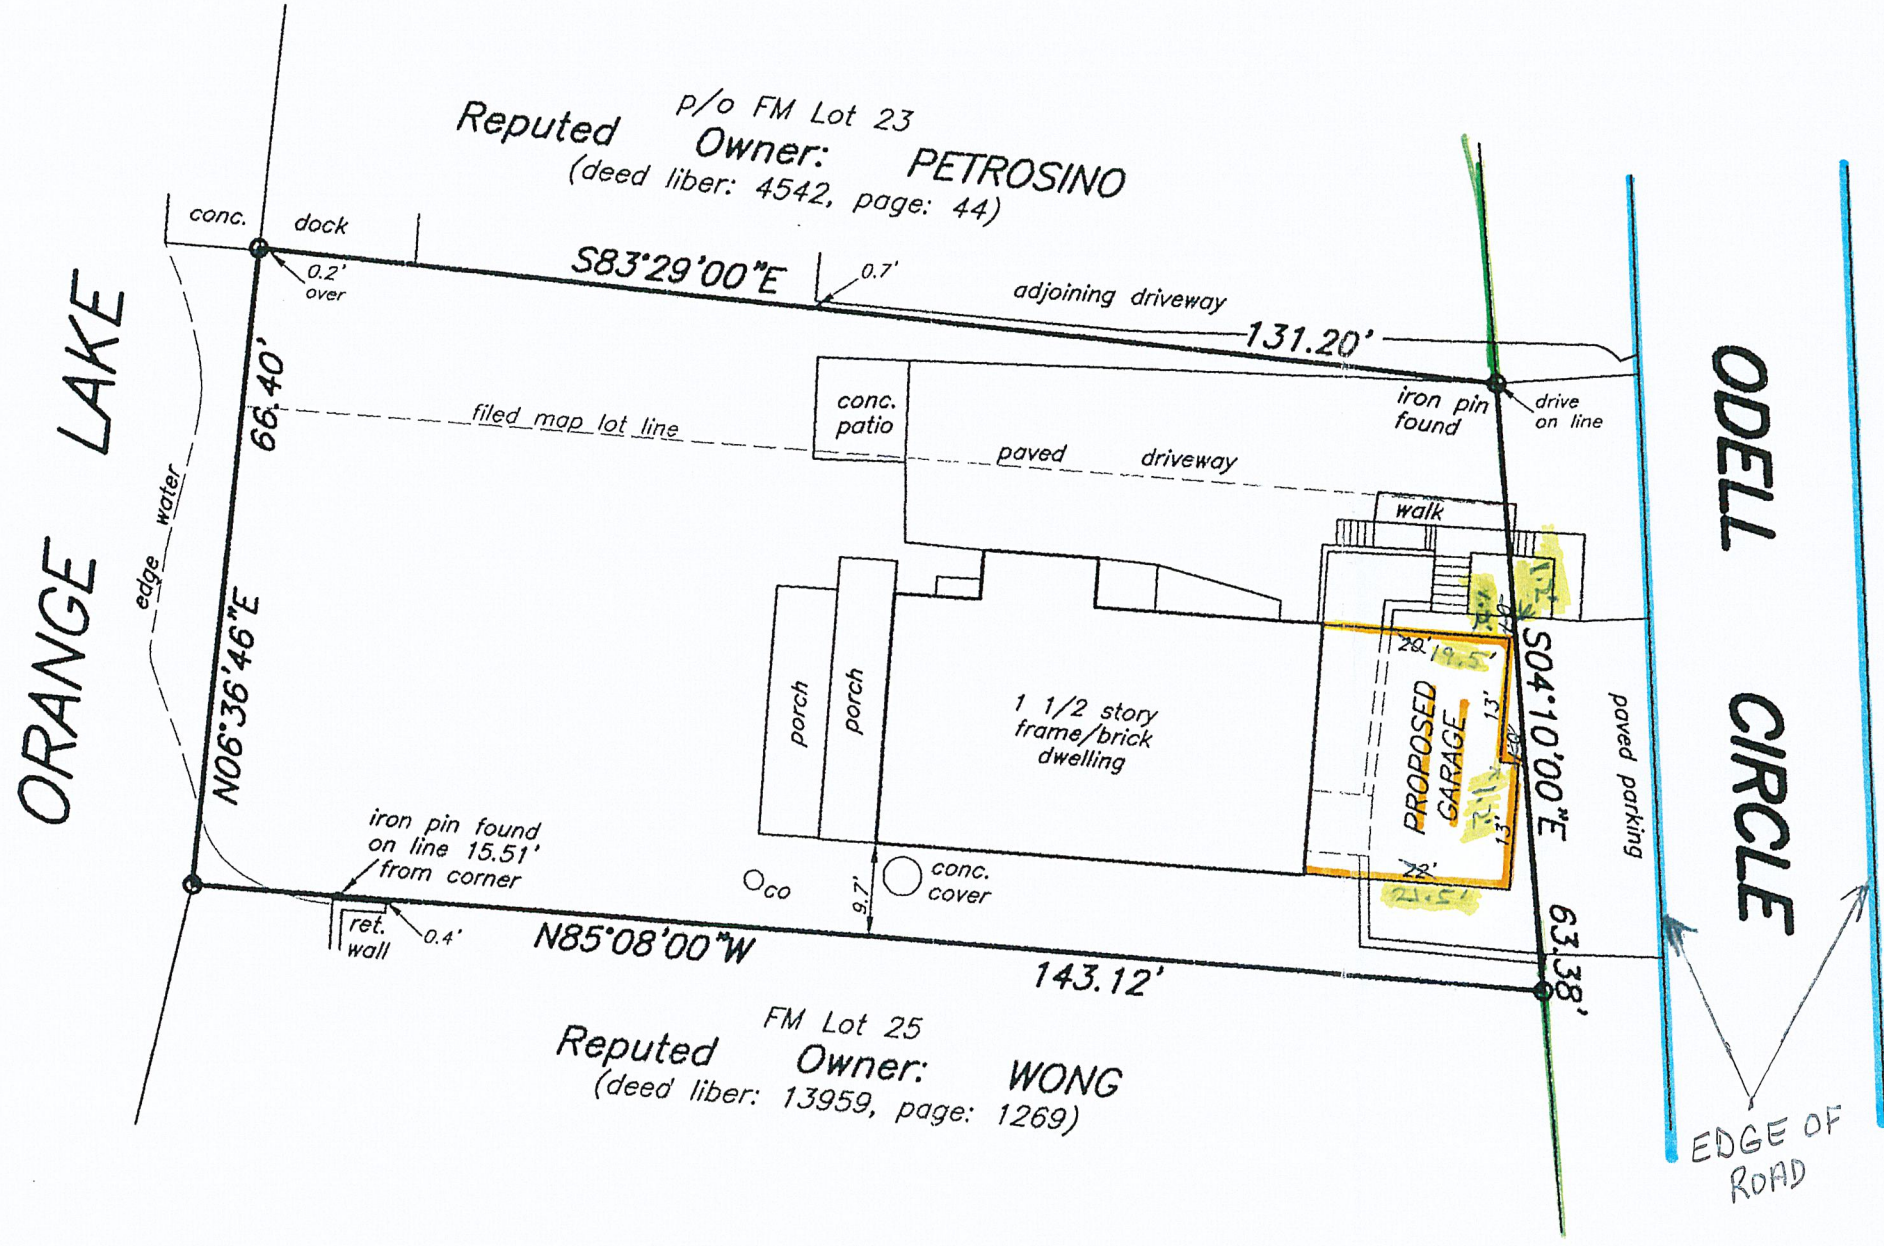 p/o FM Lot 23
Reputed Owner: PETROSINO
(deed liber: 4542, page: 44)
conc. dock
0.2'
over
S83°29'00"E
0.7'
adjoining driveway
131.20'
ORANGE LAKE
66.40'
filed map lot line
conc.
patio
paved driveway
iron pin
found
drive
on line
walk
ODELL CIRCLE
edge water
N06°36'46"E
porch
porch
1 1/2 story
frame/brick
dwelling
20' 19.5'
PROPOSED
GARAGE
13'
13'
22'
21.5'
S04°10'00"E
63.38'
paved parking
iron pin found
on line 15.51'
from corner
CO
9.7'
conc.
cover
ret.
wall
0.4'
N85°08'00"W
143.12'
FM Lot 25
Reputed Owner: WONG
(deed liber: 13959, page: 1269)
EDGE OF
ROAD